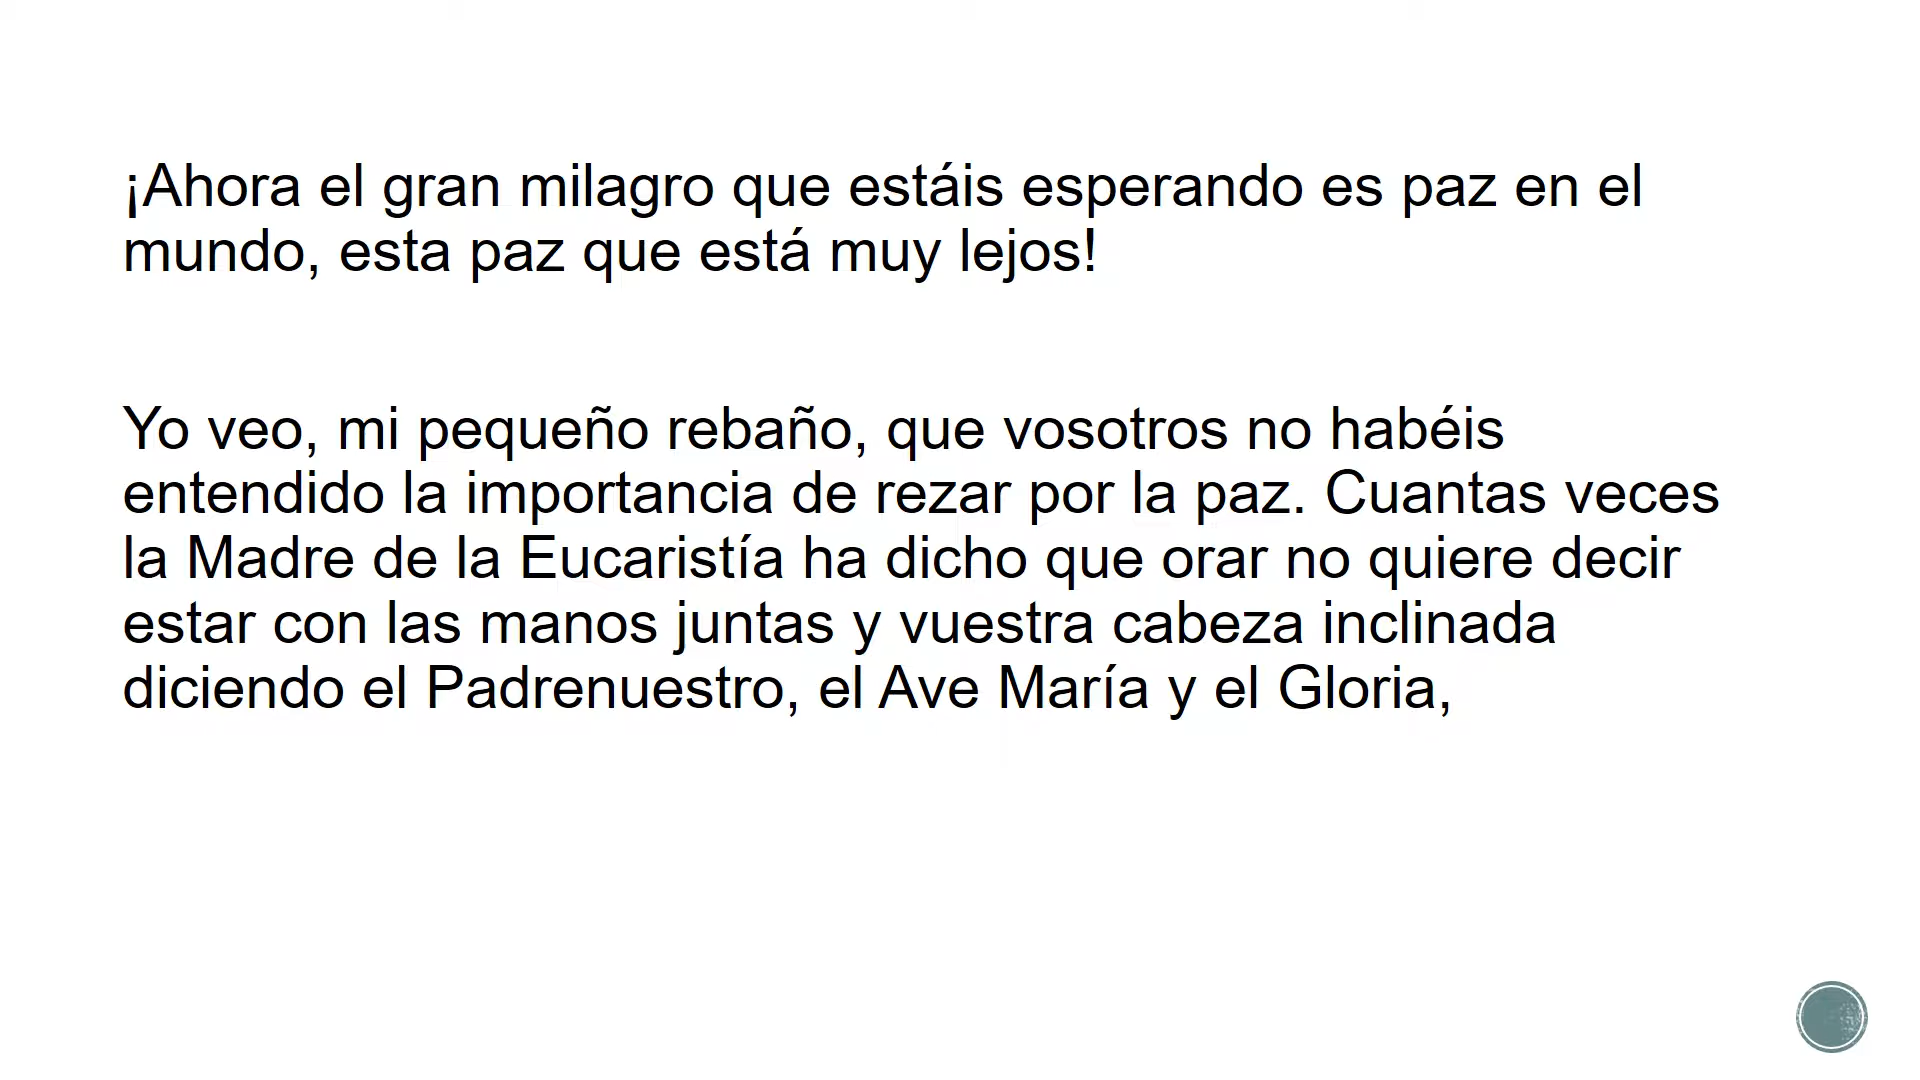 ¡Ahora el gran milagro que estáis esperando es paz en el
mundo, esta paz que está muy lejos!
Yo veo, mi pequeño rebaño, que vosotros no habéis
entendido la importancia de rezar por la paz. Cuantas veces
la Madre de la Eucaristía ha dicho que orar no quiere decir
estar con las manos juntas y vuestra cabeza inclinada
diciendo el Padrenuestro, el Ave María y el Gloria,